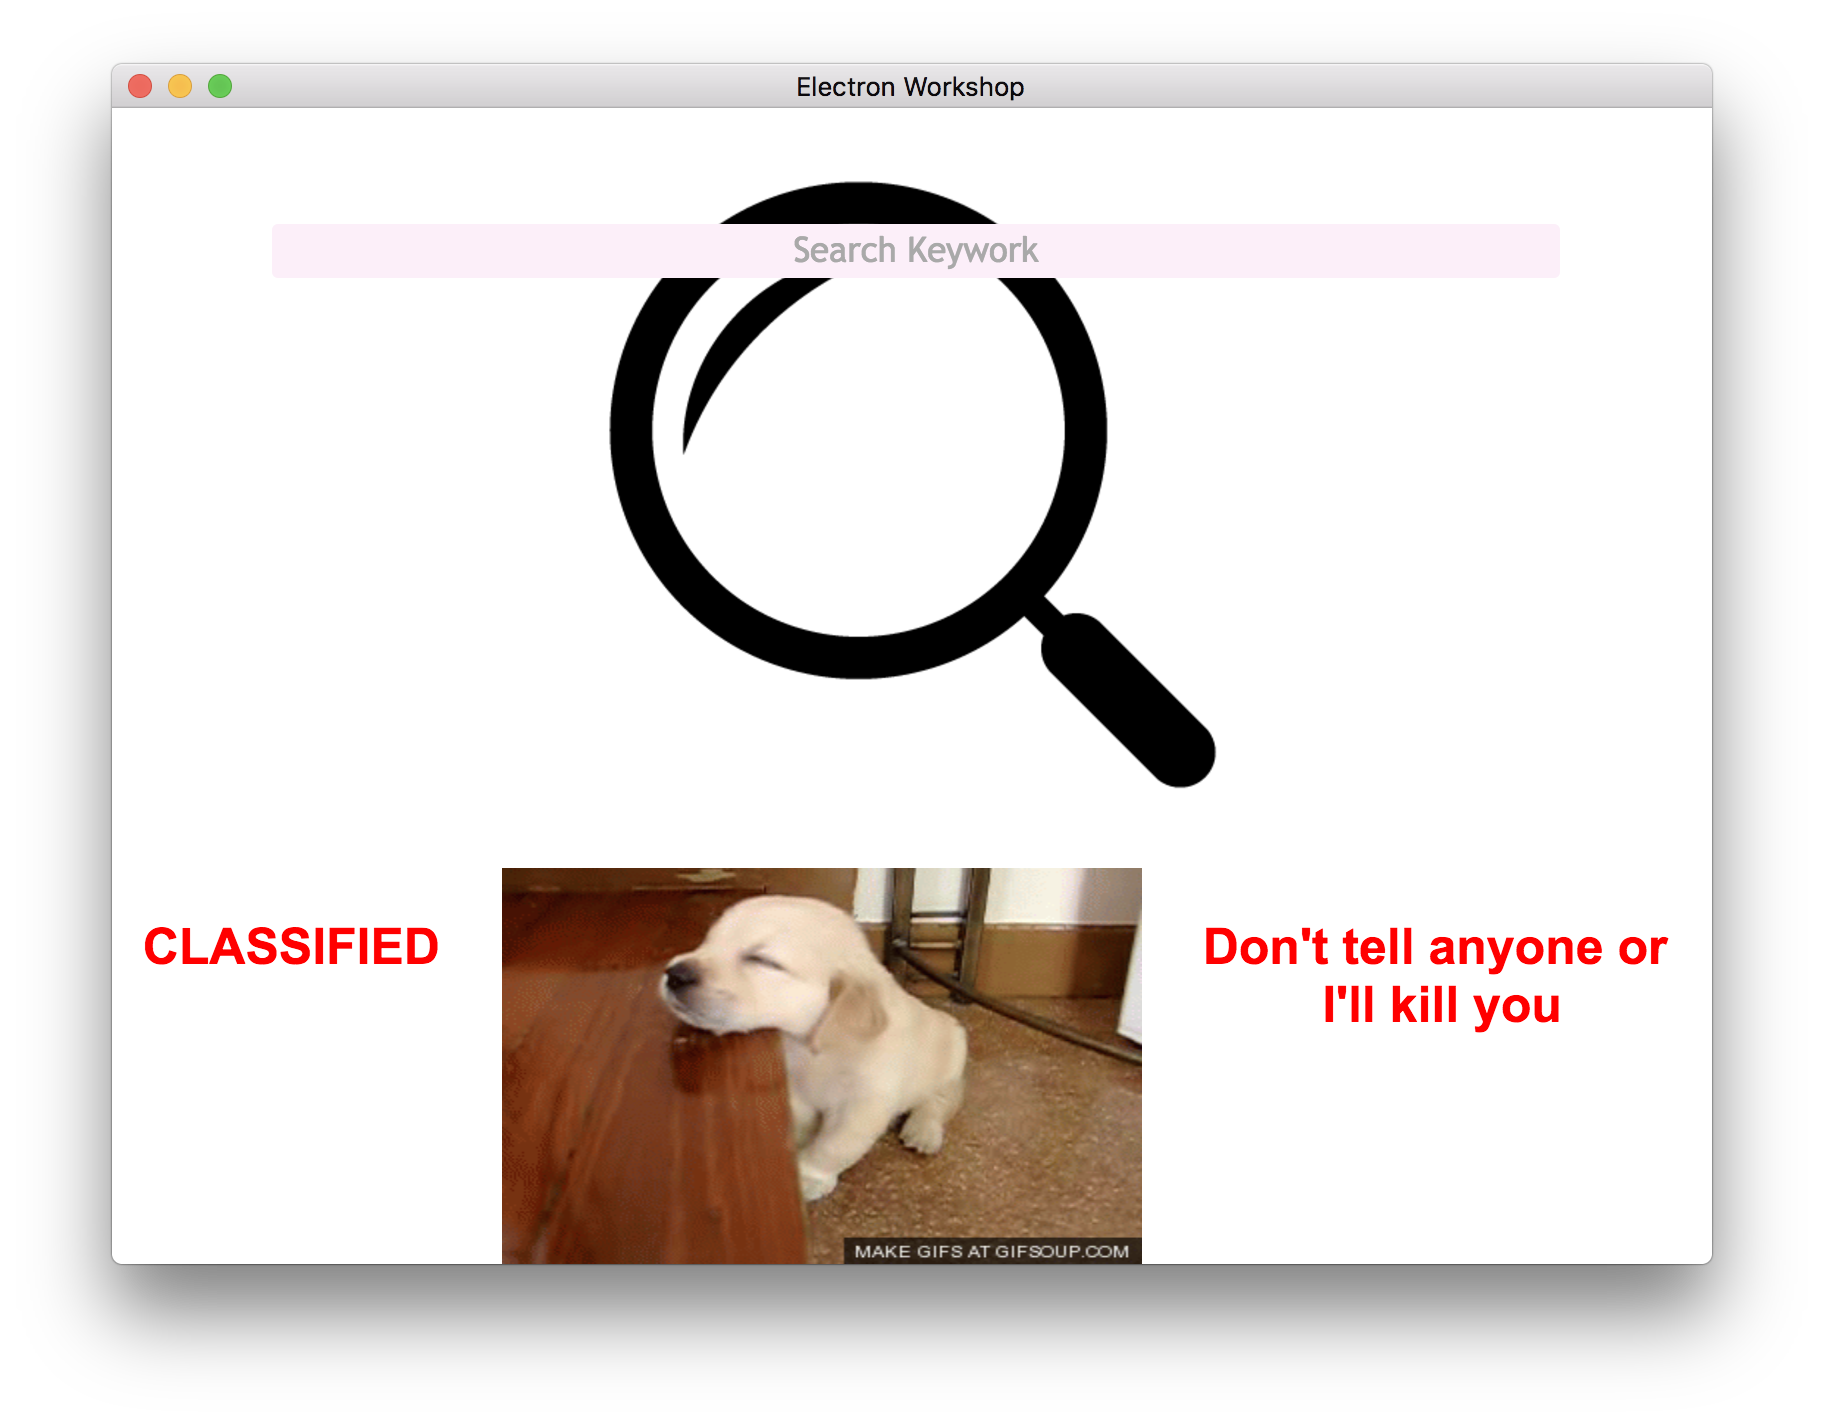 Electron Workshop
Search Keywork
CLASSIFIED
Don't tell anyone or
I'll kill you
MAKE GIFS AT GIFSOUP.COM